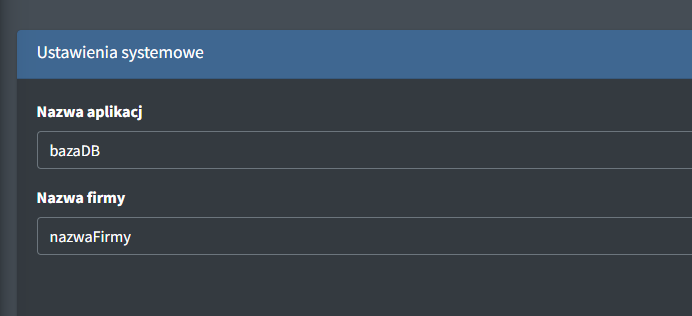 Ustawienia systemowe
Nazwa aplikacj
bazaDB
Nazwa firmy
nazwaFirmy